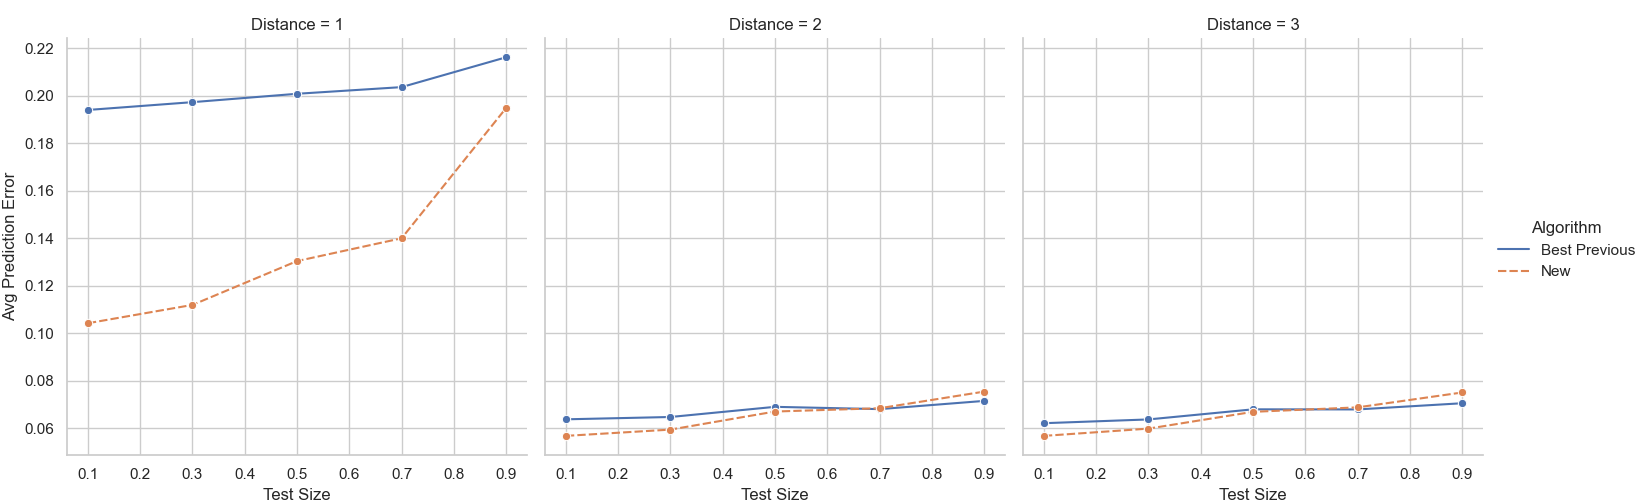 Distance = 1
Distance = 2
Distance = 3
Avg Prediction Error
0.22
0.20
0.18
0.16
0.14
0.12
0.10
0.08
0.06
0.1 0.2 0.3 0.4 0.5 0.6 0.7 0.8 0.9
Test Size
0.1 0.2 0.3 0.4 0.5 0.6 0.7 0.8 0.9
Test Size
0.1 0.2 0.3 0.4 0.5 0.6 0.7 0.8 0.9
Test Size
Algorithm
Best Previous
New